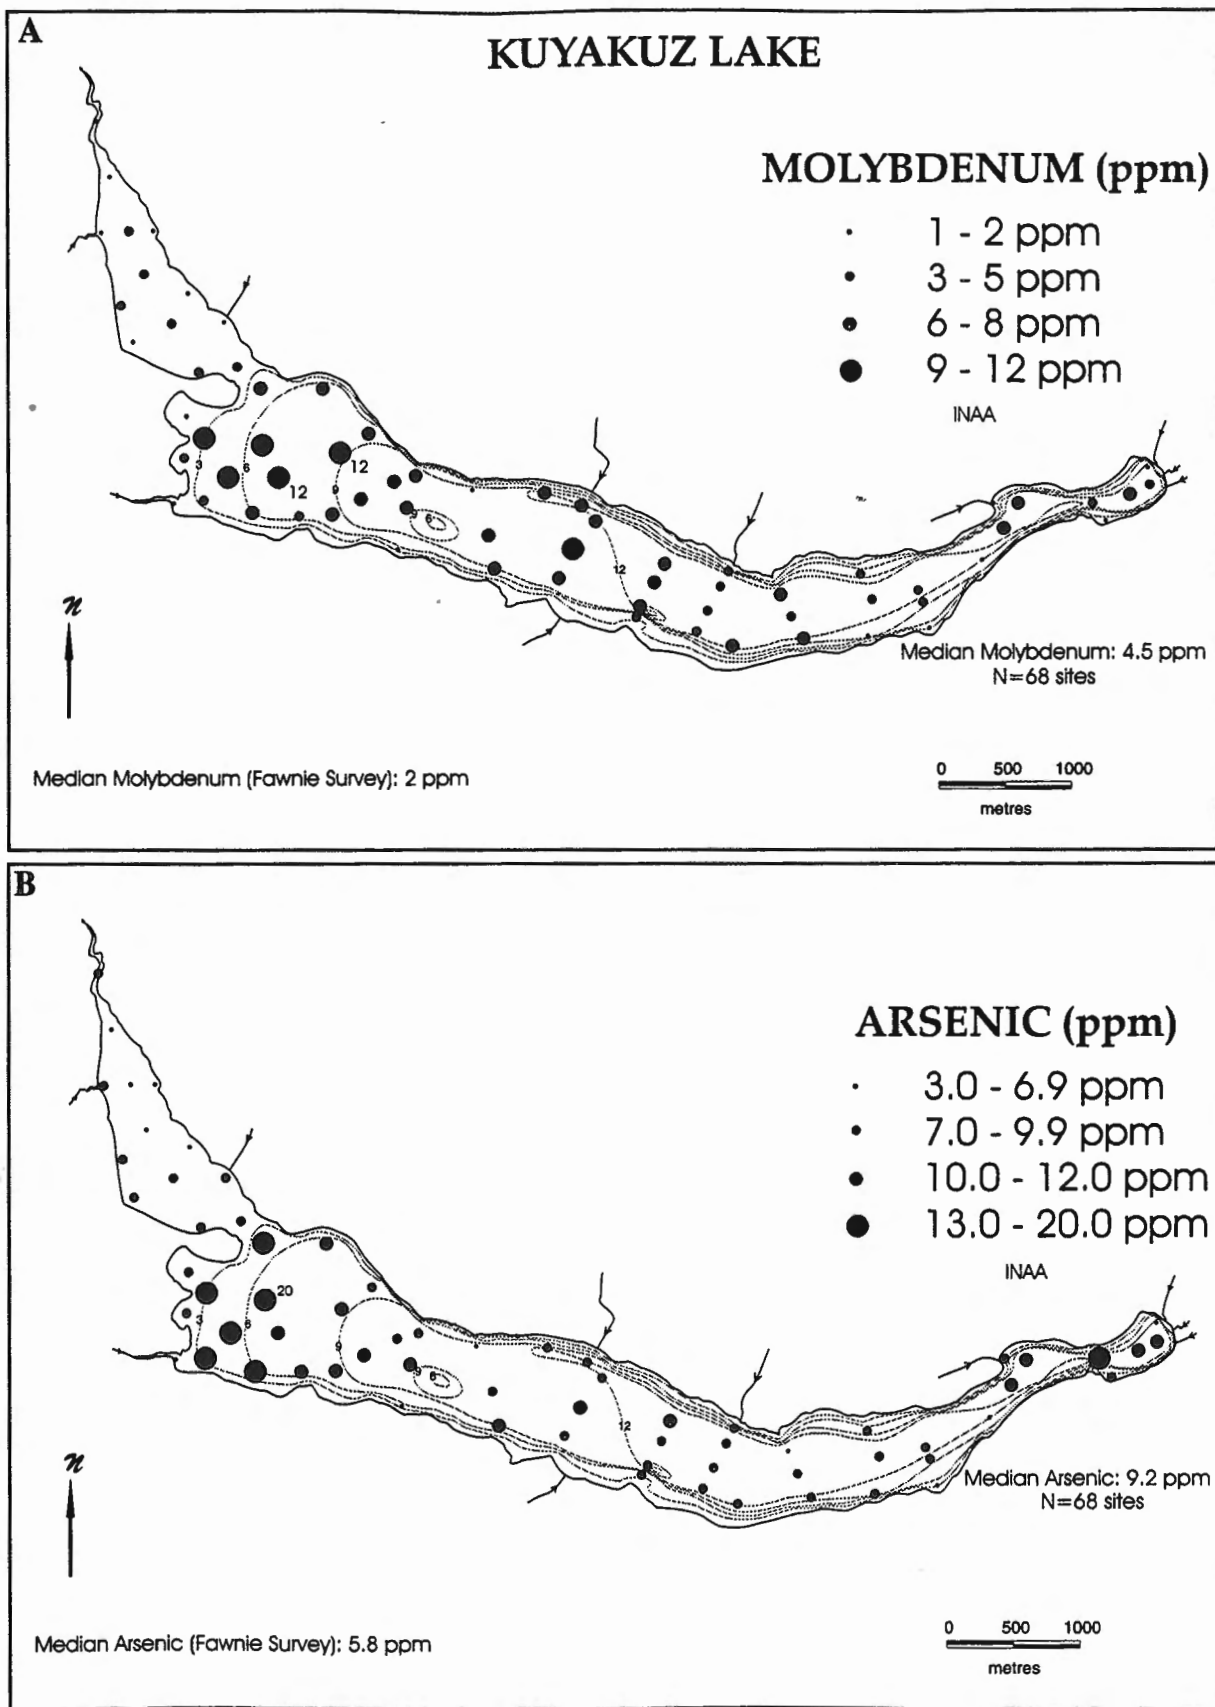 A
KUYAKUZ LAKE
MOLYBDENUM (ppm)
1 - 2 ppm
3 - 5 ppm
6 - 8 ppm
9 - 12 ppm
INAA
3
6
12
12
9
9
6
12
N
Median Molybdenum: 4.5 ppm
N=68 sites
Median Molybdenum (Fawnie Survey): 2 ppm
0 500 1000
metres
B
ARSENIC (ppm)
3.0 - 6.9 ppm
7.0 - 9.9 ppm
10.0 - 12.0 ppm
13.0 - 20.0 ppm
INAA
20
3
6
9
9
6
12
N
Median Arsenic: 9.2 ppm
N=68 sites
Median Arsenic (Fawnie Survey): 5.8 ppm
0 500 1000
metres